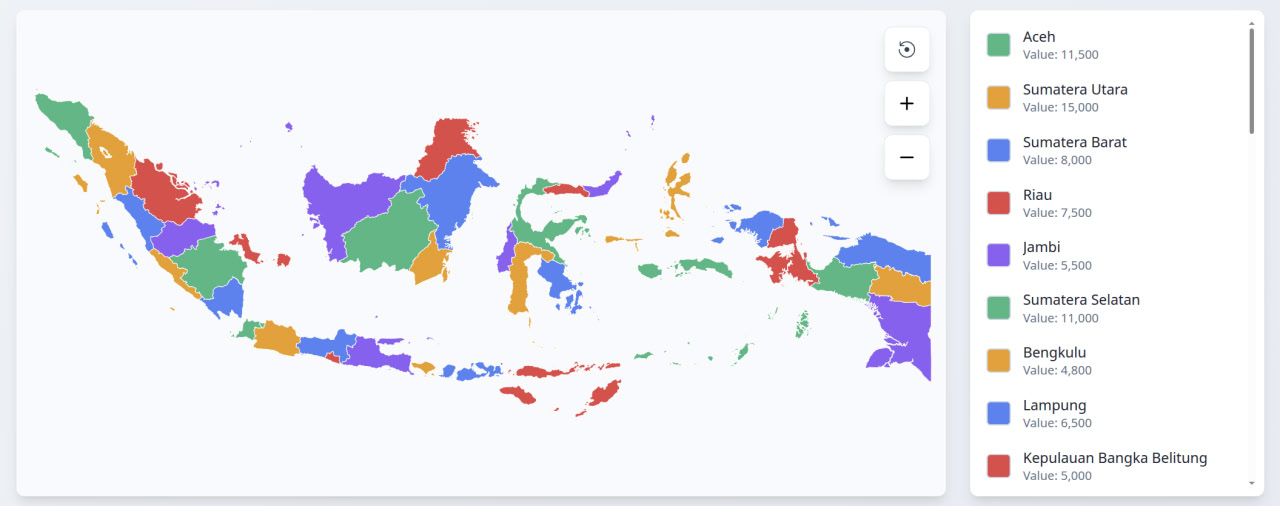 Aceh
Value: 11,500
Sumatera Utara
Value: 15,000
Sumatera Barat
Value: 8,000
Riau
Value: 7,500
Jambi
Value: 5,500
Sumatera Selatan
Value: 11,000
Bengkulu
Value: 4,800
Lampung
Value: 6,500
Kepulauan Bangka Belitung
Value: 5,000